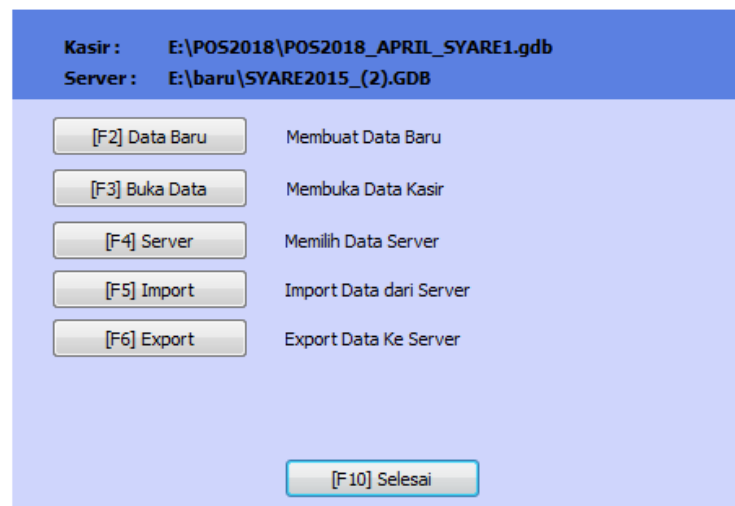 Kasir : E:\POS2018\POS2018_APRIL_SYARE1.gdb
Server : E:\baru\SYARE2015_(2).GDB
[F2] Data Baru Membuat Data Baru
[F3] Buka Data Membuka Data Kasir
[F4] Server Memilih Data Server
[F5] Import Import Data dari Server
[F6] Export Export Data Ke Server
[F10] Selesai